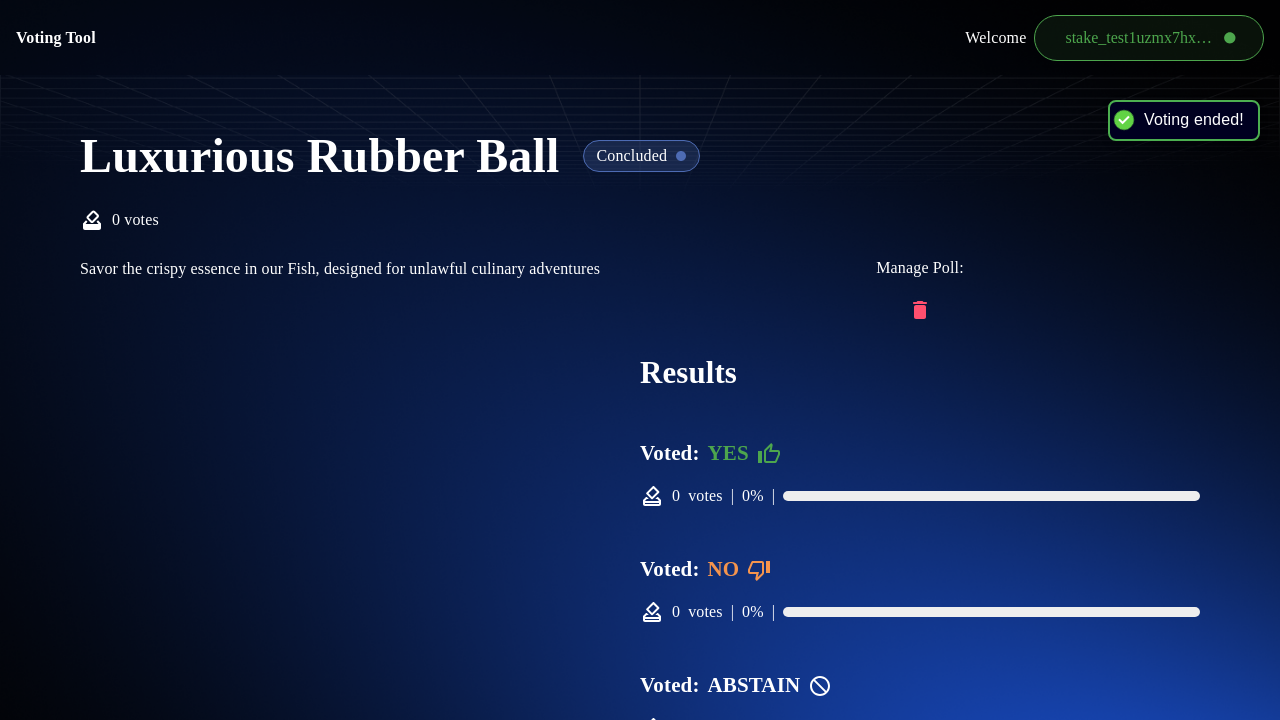 Voting Tool
Welcome stake_test1uzmx7hx…
Voting ended!
Luxurious Rubber Ball Concluded
0 votes
Savor the crispy essence in our Fish, designed for unlawful culinary adventures
Manage Poll:
Results
Voted: YES
0 votes | 0% |
Voted: NO
0 votes | 0% |
Voted: ABSTAIN